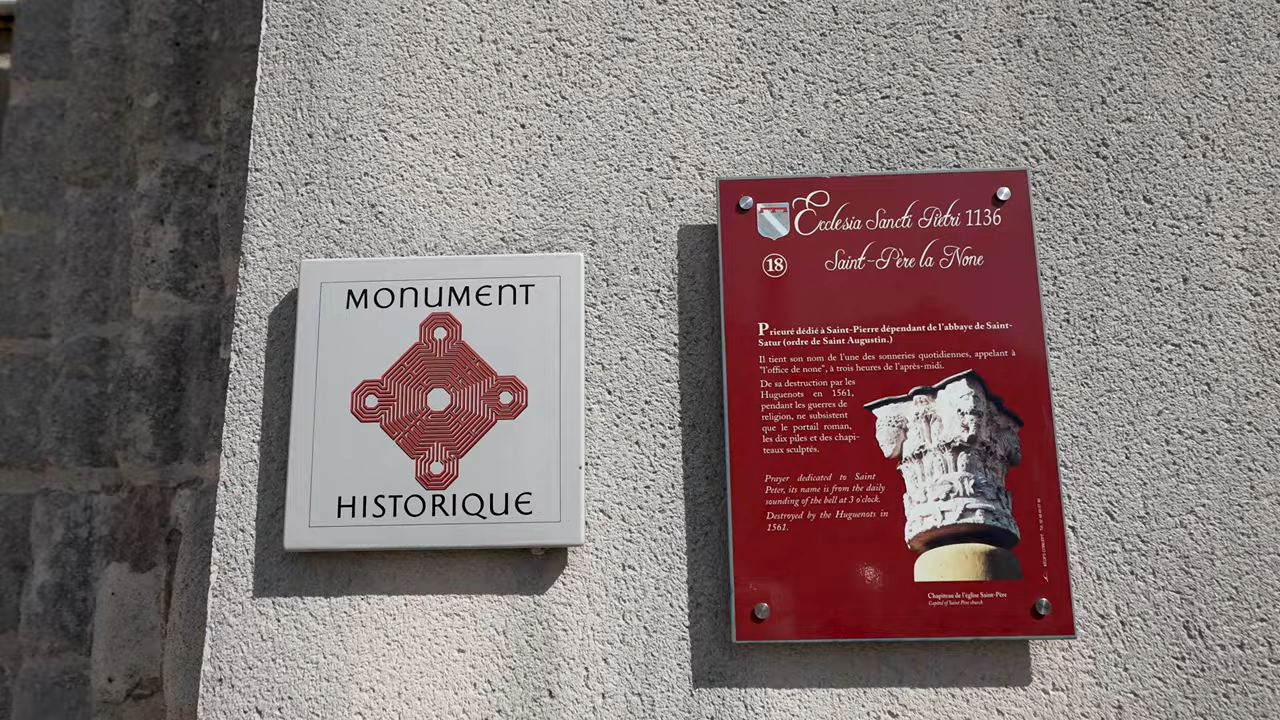 MONUMENT
HISTORIQUE
Ecclesia Sancti Pietri 1136
18
Saint-Père la None
Prieuré dédié à Saint-Pierre dépendant de l'abbaye de Saint-
Satur (ordre de Saint Augustin.)
Il tient son nom de l'une des sonneries quotidiennes, appelant à
"l'office de none", à trois heures de l'après-midi.
De sa destruction par les
Huguenots en 1561,
pendant les guerres de
religion, ne subsistent
que le portail roman,
les dix piles et des chapi-
teaux sculptés.
Prayer dedicated to Saint
Peter, its name is from the daily
sounding of the bell at 3 o'clock.
Destroyed by the Huguenots in
1561.
Chapiteau de l'église Saint-Père
Capitol of Saint Père church